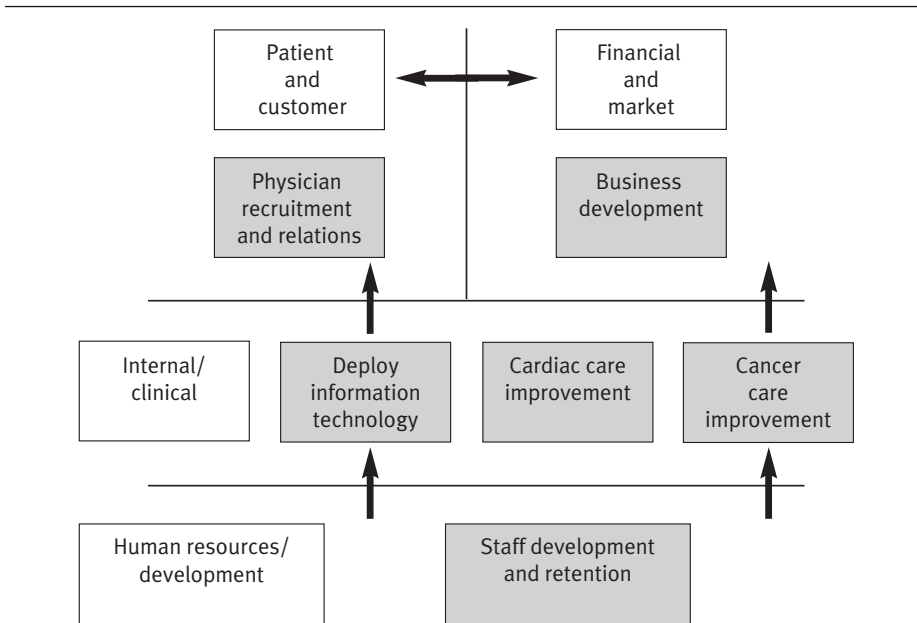 Patient
and
customer
Financial
and
market
Physician
recruitment
and relations
Business
development
Internal/
clinical
Deploy
information
technology
Cardiac care
improvement
Cancer
care
improvement
Human resources/
development
Staff development
and retention